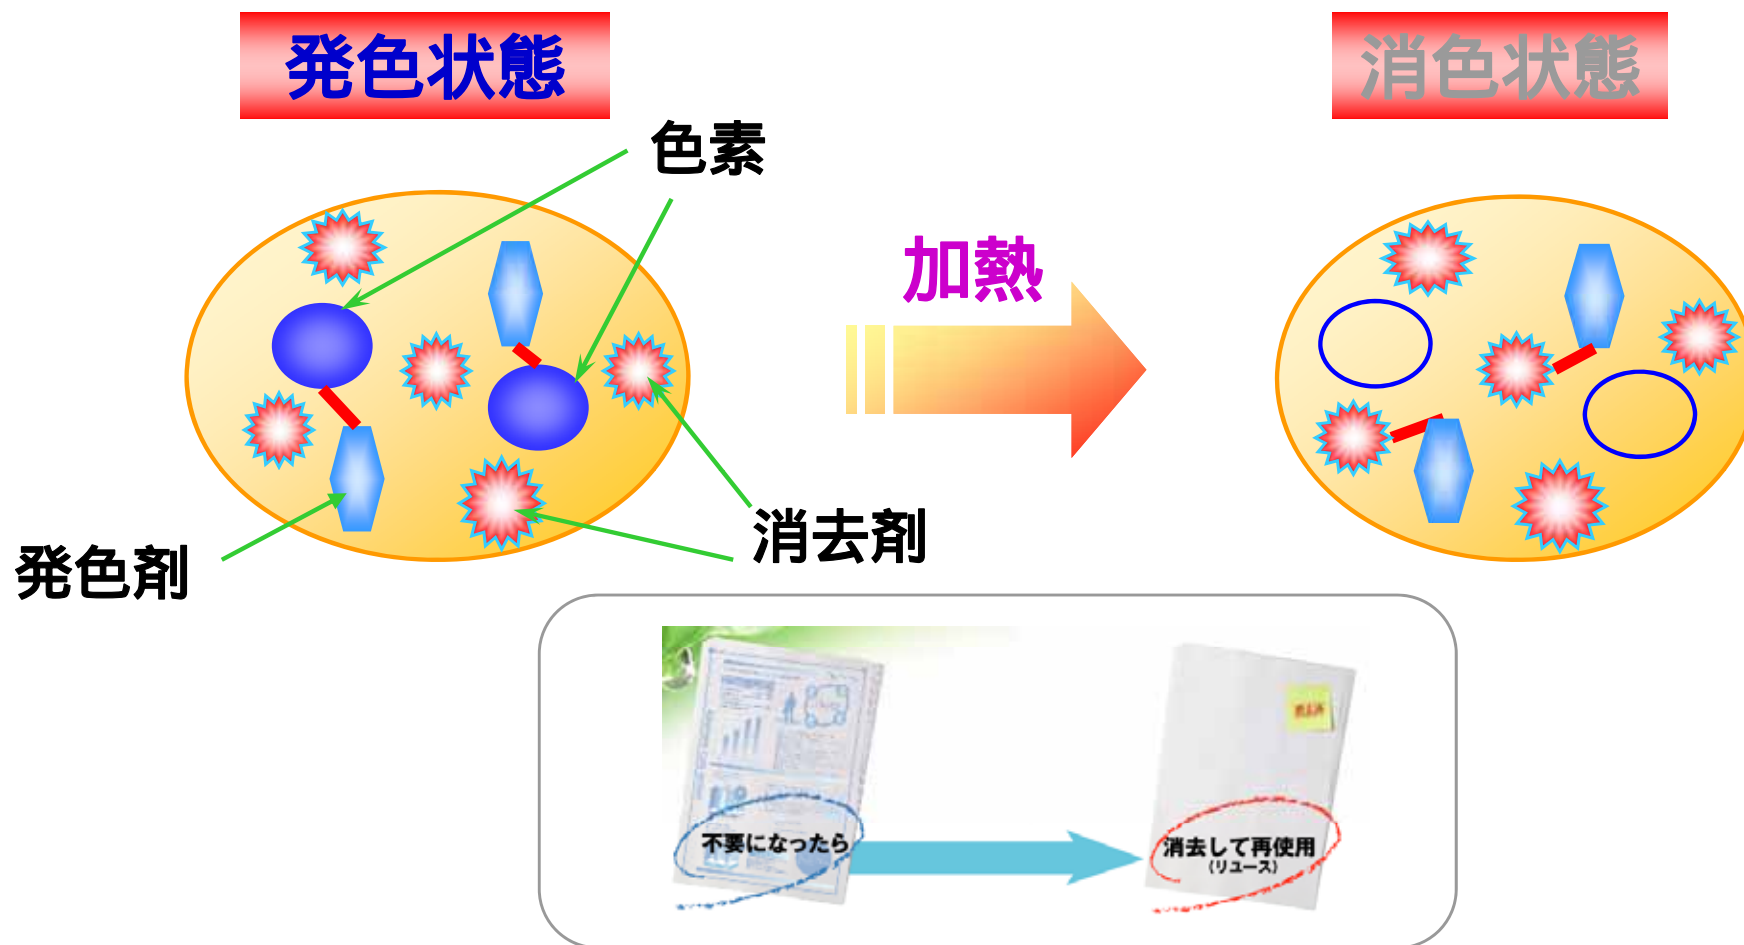 発色状態
消色状態
色素
加熱
消去剤
発色剤
不要になったら
消去して再使用
(リユース)